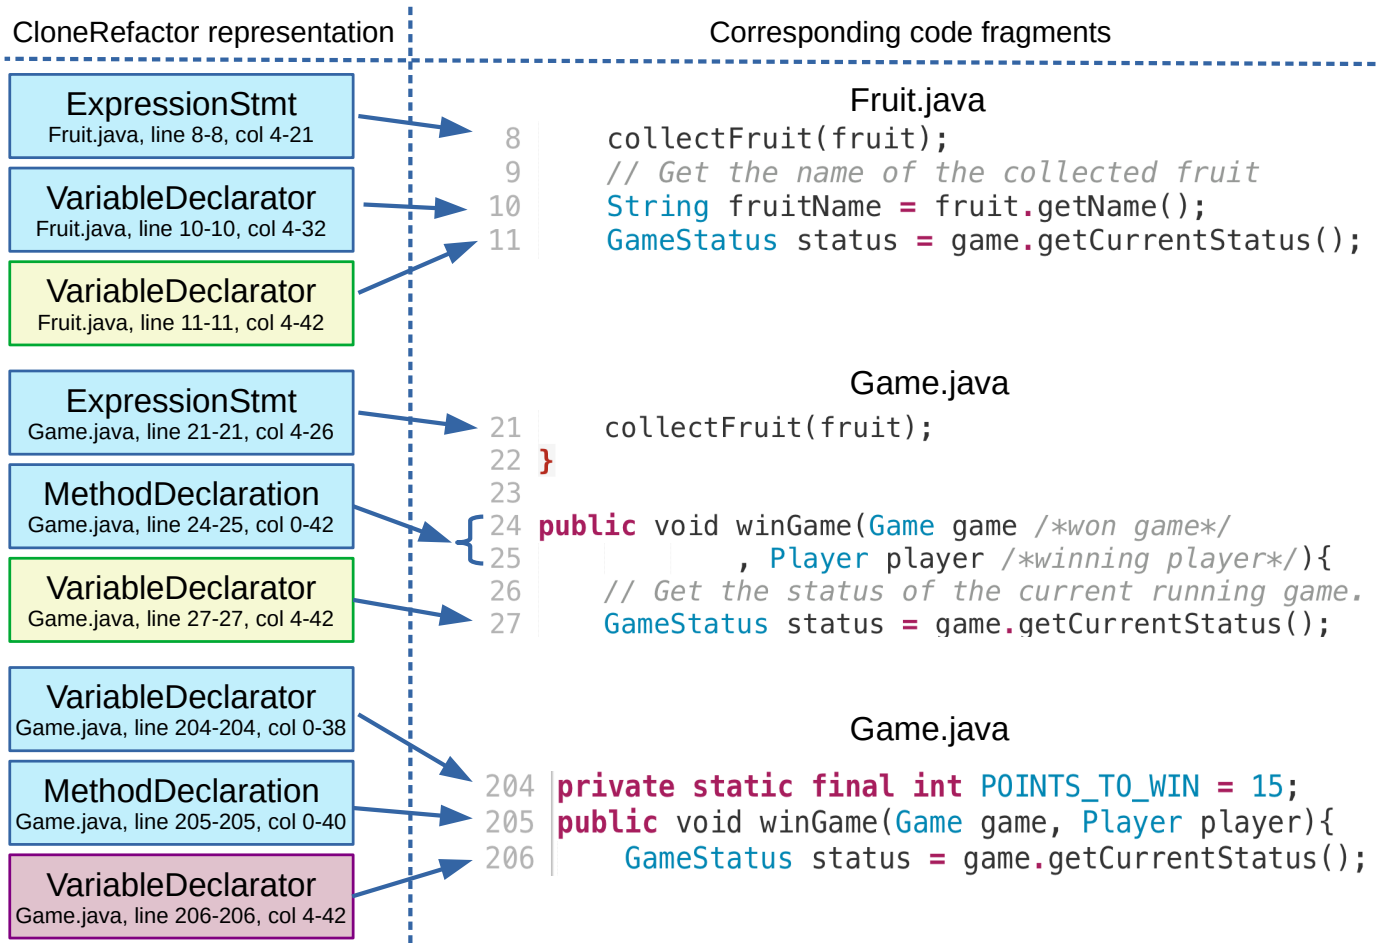 CloneRefactor representation
Corresponding code fragments
ExpressionStmt
Fruit.java, line 8-8, col 4-21
VariableDeclarator
Fruit.java, line 10-10, col 4-32
VariableDeclarator
Fruit.java, line 11-11, col 4-42
Fruit.java
8 collectFruit(fruit);
9 // Get the name of the collected fruit
10 String fruitName = fruit.getName();
11 GameStatus status = game.getCurrentStatus();
ExpressionStmt
Game.java, line 21-21, col 4-26
MethodDeclaration
Game.java, line 24-25, col 0-42
VariableDeclarator
Game.java, line 27-27, col 4-42
Game.java
21 collectFruit(fruit);
22 }
23
24 public void winGame(Game game /*won game*/
25 , Player player /*winning player*/){
26 // Get the status of the current running game.
27 GameStatus status = game.getCurrentStatus();
VariableDeclarator
Game.java, line 204-204, col 0-38
MethodDeclaration
Game.java, line 205-205, col 0-40
VariableDeclarator
Game.java, line 206-206, col 4-42
Game.java
204 private static final int POINTS_TO_WIN = 15;
205 public void winGame(Game game, Player player){
206 GameStatus status = game.getCurrentStatus();